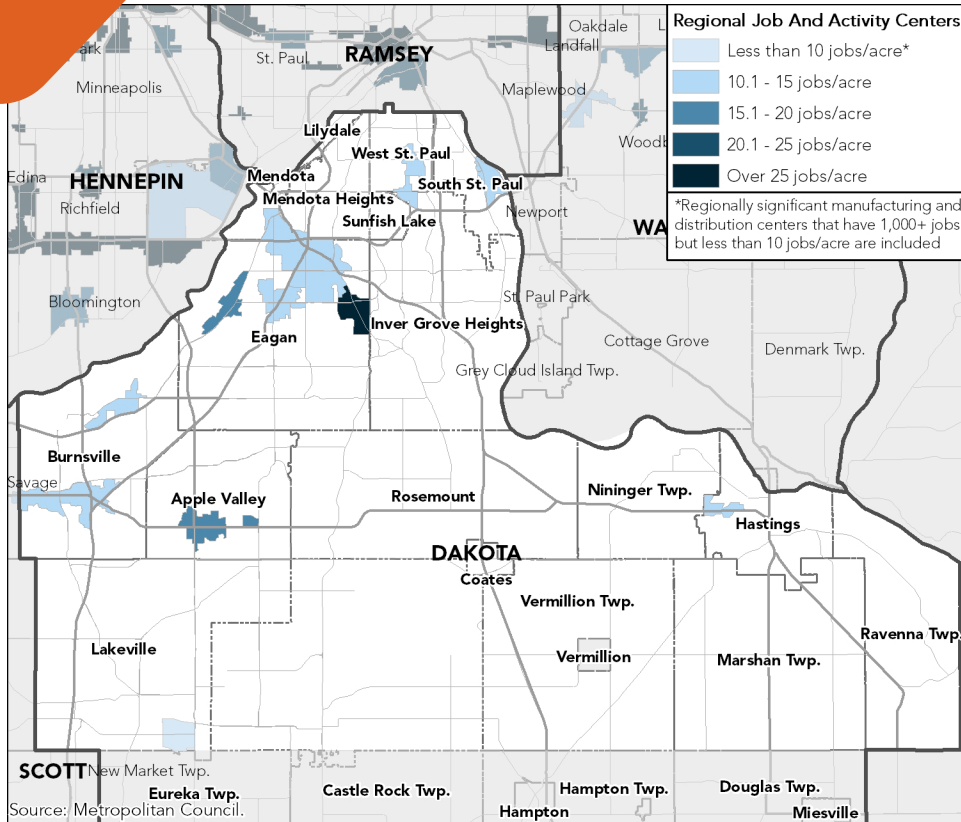 Regional Job And Activity Centers
Less than 10 jobs/acre*
10.1 - 15 jobs/acre
15.1 - 20 jobs/acre
20.1 - 25 jobs/acre
Over 25 jobs/acre
*Regionally significant manufacturing and
distribution centers that have 1,000+ jobs
but less than 10 jobs/acre are included
Oakdale
Landfall
RAMSEY
St. Paul
Minneapolis
Maplewood
Lilydale
West St. Paul
Edina
HENNEPIN
Mendota
South St. Paul
Richfield
Mendota Heights
Newport
Sunfish Lake
Bloomington
St. Paul Park
Inver Grove Heights
Eagan
Cottage Grove
Denmark Twp.
Grey Cloud Island Twp.
Burnsville
Savage
Apple Valley
Rosemount
Nininger Twp.
Hastings
DAKOTA
Coates
Vermillion Twp.
Ravenna Twp.
Lakeville
Vermillion
Marshan Twp.
SCOTT
New Market Twp.
Eureka Twp.
Castle Rock Twp.
Hampton Twp.
Douglas Twp.
Source: Metropolitan Council.
Hampton
Miesville